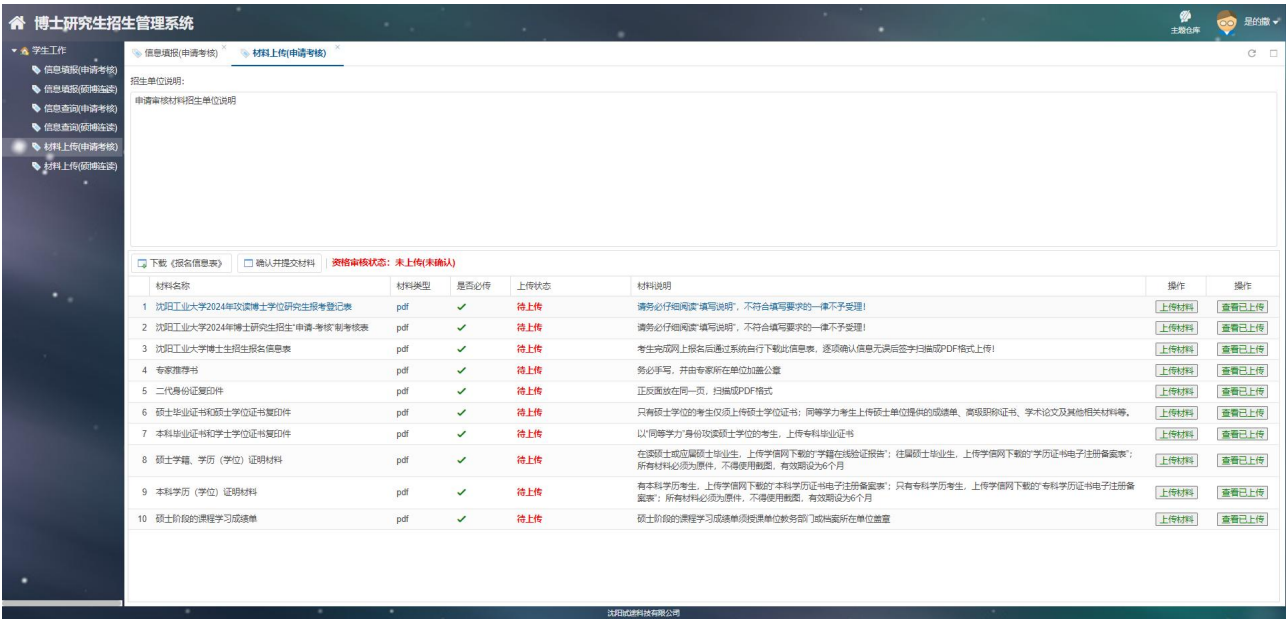 博士研究生招生管理系统
主题仓库
是的撒
学生工作
信息填报(申请考核)
信息填报(硕博连读)
信息查询(申请考核)
信息查询(硕博连读)
材料上传(申请考核)
材料上传(硕博连读)
信息填报(申请考核) 材料上传(申请考核)
招生单位说明:
申请审核材料招生单位说明
下载《报名信息表》 确认并提交材料 资格审核状态：未上传(未确认)
材料名称 材料类型 是否必传 上传状态 材料说明 操作 操作
1 沈阳工业大学2024年攻读博士学位研究生报考登记表 pdf 待上传 请务必仔细阅读“填写说明”，不符合填写要求的一律不予受理! 上传材料 查看已上传
2 沈阳工业大学2024年博士研究生招生“申请-考核”制考核表 pdf 待上传 请务必仔细阅读“填写说明”，不符合填写要求的一律不予受理! 上传材料 查看已上传
3 沈阳工业大学博士生招生报名信息表 pdf 待上传 考生完成网上报名后通过系统自行下载此信息表，逐项确认信息无误后签字扫描成PDF格式上传! 上传材料 查看已上传
4 专家推荐书 pdf 待上传 务必手写，并由专家所在单位加盖公章 上传材料 查看已上传
5 二代身份证复印件 pdf 待上传 正反面放在同一页，扫描成PDF格式 上传材料 查看已上传
6 硕士毕业证书和硕士学位证书复印件 pdf 待上传 只有硕士学位的考生仅须上传硕士学位证书；同等学力考生上传硕士单位提供的成绩单、高级职称证书、学术论文及其他相关材料等。 上传材料 查看已上传
7 本科毕业证书和学士学位证书复印件 pdf 待上传 以“同等学力”身份攻读硕士学位的考生，上传专科毕业证书 上传材料 查看已上传
8 硕士学籍、学历（学位）证明材料 pdf 待上传 在读硕士或应届硕士毕业生，上传学信网下载的“学籍在线验证报告”；往届硕士毕业生，上传学信网下载的“学历证书电子注册备案表”；
所有材料必须为原件，不得使用截图，有效期设为6个月 上传材料 查看已上传
9 本科学历（学位）证明材料 pdf 待上传 有本科学历考生，上传学信网下载的“本科学历证书电子注册备案表”；只有专科学历考生，上传学信网下载的“专科学历证书电子注册备
案表”；所有材料必须为原件，不得使用截图，有效期设为6个月 上传材料 查看已上传
10 硕士阶段的课程学习成绩单 pdf 待上传 硕士阶段的课程学习成绩单须授课单位教务部门或档案所在单位盖章 上传材料 查看已上传
沈阳试途科技有限公司